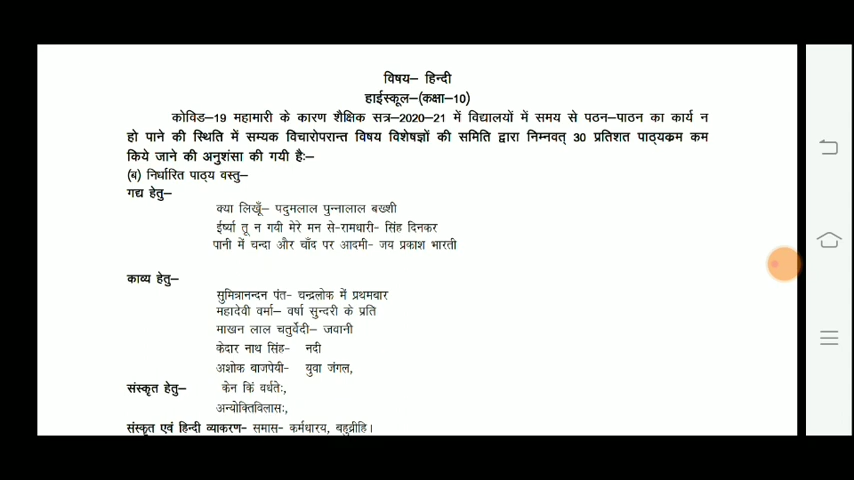 विषय– हिन्दी
हाईस्कूल–(कक्षा–10)
कोविड–19 महामारी के कारण शैक्षिक सत्र–2020–21 में विद्यालयों में समय से पठन–पाठन का कार्य न
हो पाने की स्थिति में सम्यक विचारोपरान्त विषय विशेषज्ञों की समिति द्वारा निम्नवत् 30 प्रतिशत पाठ्यक्रम कम
किये जाने की अनुशंसा की गयी हैः–
(ब) निर्धारित पाठ्य वस्तु–
गद्य हेतु–
क्या लिखूँ– पदुमलाल पुन्नालाल बख्शी
ईर्ष्या तू न गयी मेरे मन से-रामधारी- सिंह दिनकर
पानी में चन्दा और चाँद पर आदमी- जय प्रकाश भारती
काव्य हेतु–
सुमित्रानन्दन पंत- चन्द्रलोक में प्रथमबार
महादेवी वर्मा– वर्षा सुन्दरी के प्रति
माखन लाल चतुर्वेदी– जवानी
केदार नाथ सिंह- नदी
अशोक बाजपेयी- युवा जंगल,
संस्कृत हेतु– केन किं वर्धतेः,
अन्योक्तिविलासः,
संस्कृत एवं हिन्दी व्याकरण- समास- कर्मधारय, बहुव्रीहि।